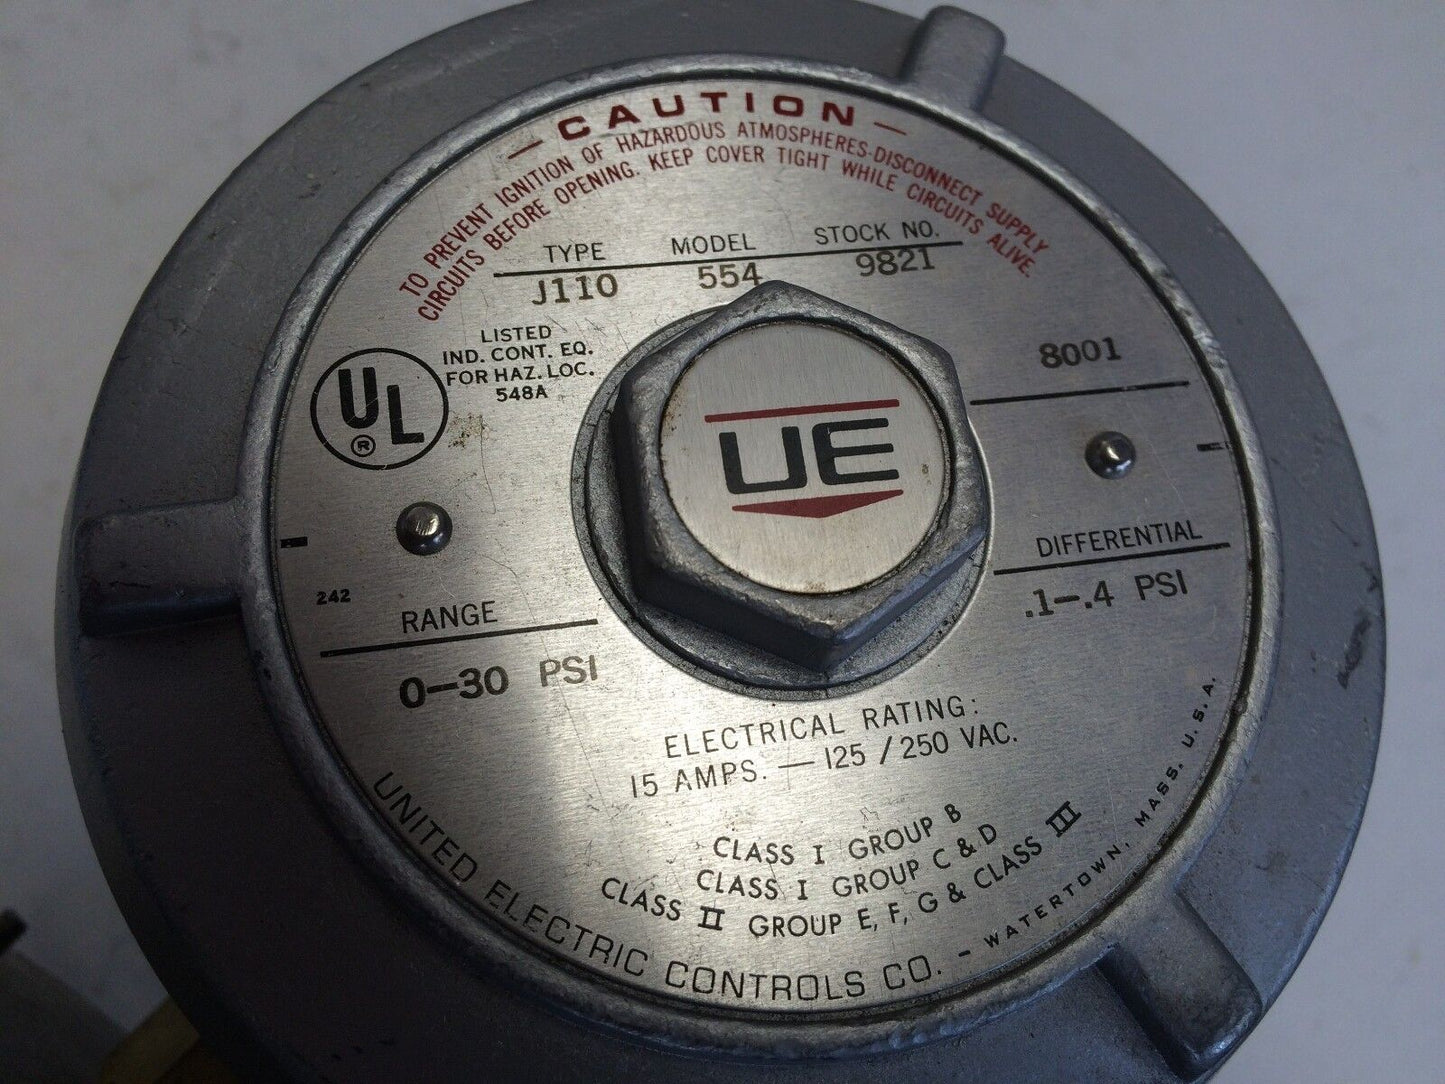 — CAUTION —
TO PREVENT IGNITION OF HAZARDOUS ATMOSPHERES-DISCONNECT SUPPLY
CIRCUITS BEFORE OPENING. KEEP COVER TIGHT WHILE CIRCUITS ALIVE.
TYPE MODEL STOCK NO.
J110 554 9821
UL
®
LISTED
IND. CONT. EQ.
FOR HAZ. LOC.
548A
8001
UE
242
RANGE
0-30 PSI
DIFFERENTIAL
.1-.4 PSI
ELECTRICAL RATING:
15 AMPS. — 125 / 250 VAC.
CLASS I GROUP B
CLASS I GROUP C & D
CLASS II GROUP E, F, G & CLASS III
UNITED ELECTRIC CONTROLS CO. - WATERTOWN, MASS. U.S.A.